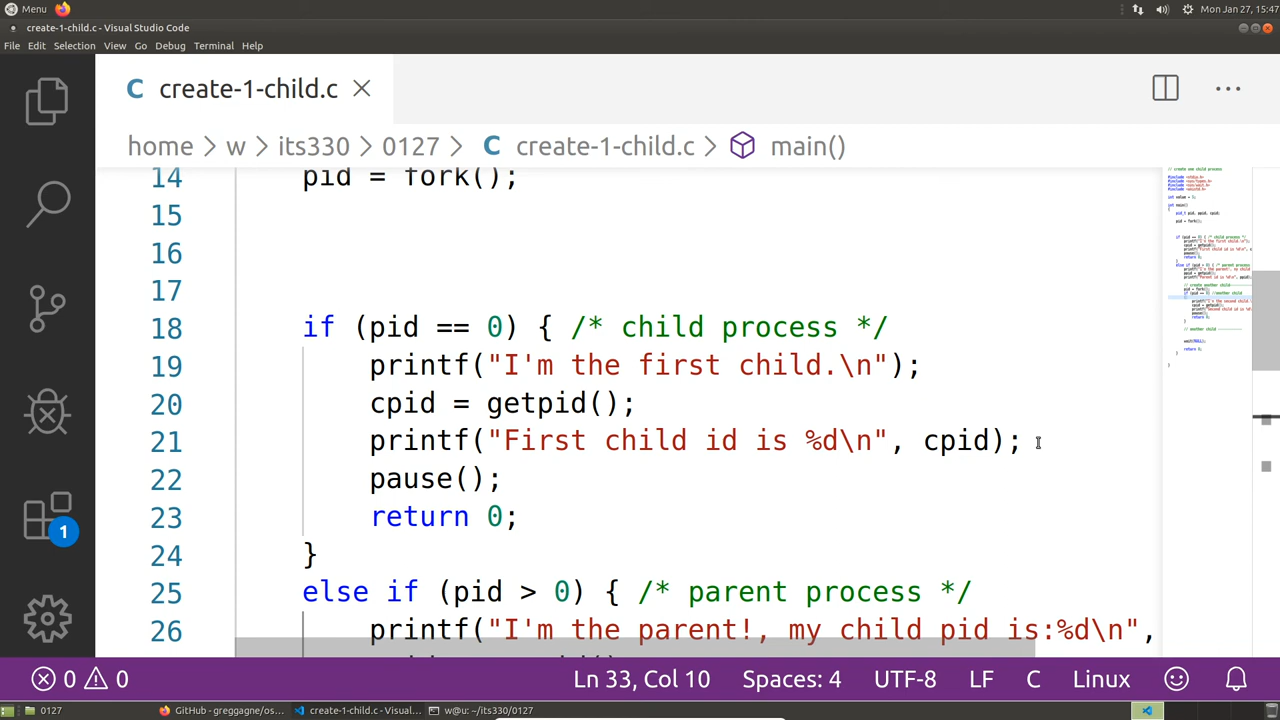 Menu
Mon Jan 27, 15:47
create-1-child.c - Visual Studio Code
File Edit Selection View Go Debug Terminal Help
C create-1-child.c
home > w > its330 > 0127 > C create-1-child.c > main()
14 pid = fork();
15
16
17
18 if (pid == 0) { /* child process */
19 printf("I'm the first child.\n");
20 cpid = getpid();
21 printf("First child id is %d\n", cpid);
22 pause();
23 return 0;
24 }
25 else if (pid > 0) { /* parent process */
26 printf("I'm the parent!, my child pid is:%d\n",
1
0 0 Ln 33, Col 10 Spaces: 4 UTF-8 LF C Linux
0127 GitHub - greggagne/os... create-1-child.c - Visual... w@u: ~/its330/0127